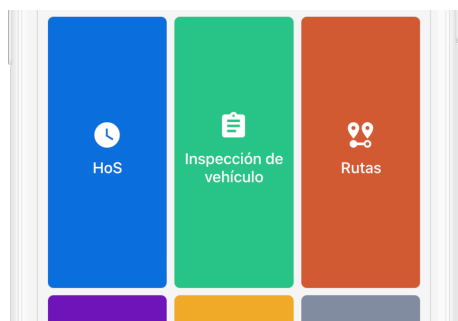 HoS
Inspección de
vehículo
Rutas